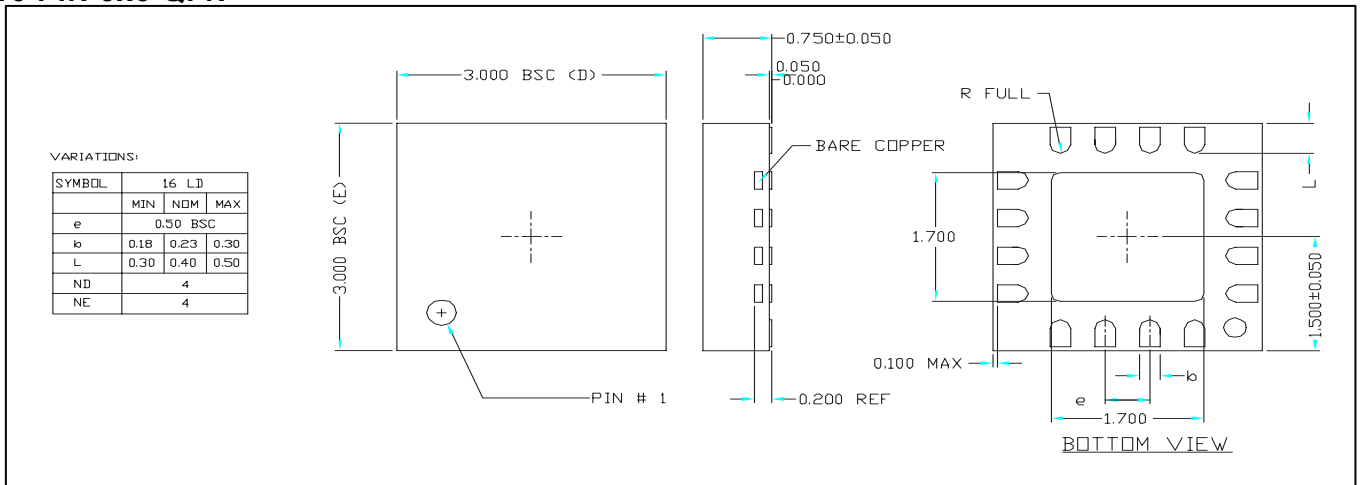 VARIATIONS:
SYMBOL 16 LD
MIN NOM MAX
e 0.50 BSC
b 0.18 0.23 0.30
L 0.30 0.40 0.50
ND 4
NE 4
3.000 BSC (D)
3.000 BSC (E)
PIN # 1
0.750±0.050
0.050
0.000
BARE COPPER
0.200 REF
R FULL
L
1.700
1.500±0.050
0.100 MAX
b
e
1.700
BOTTOM VIEW